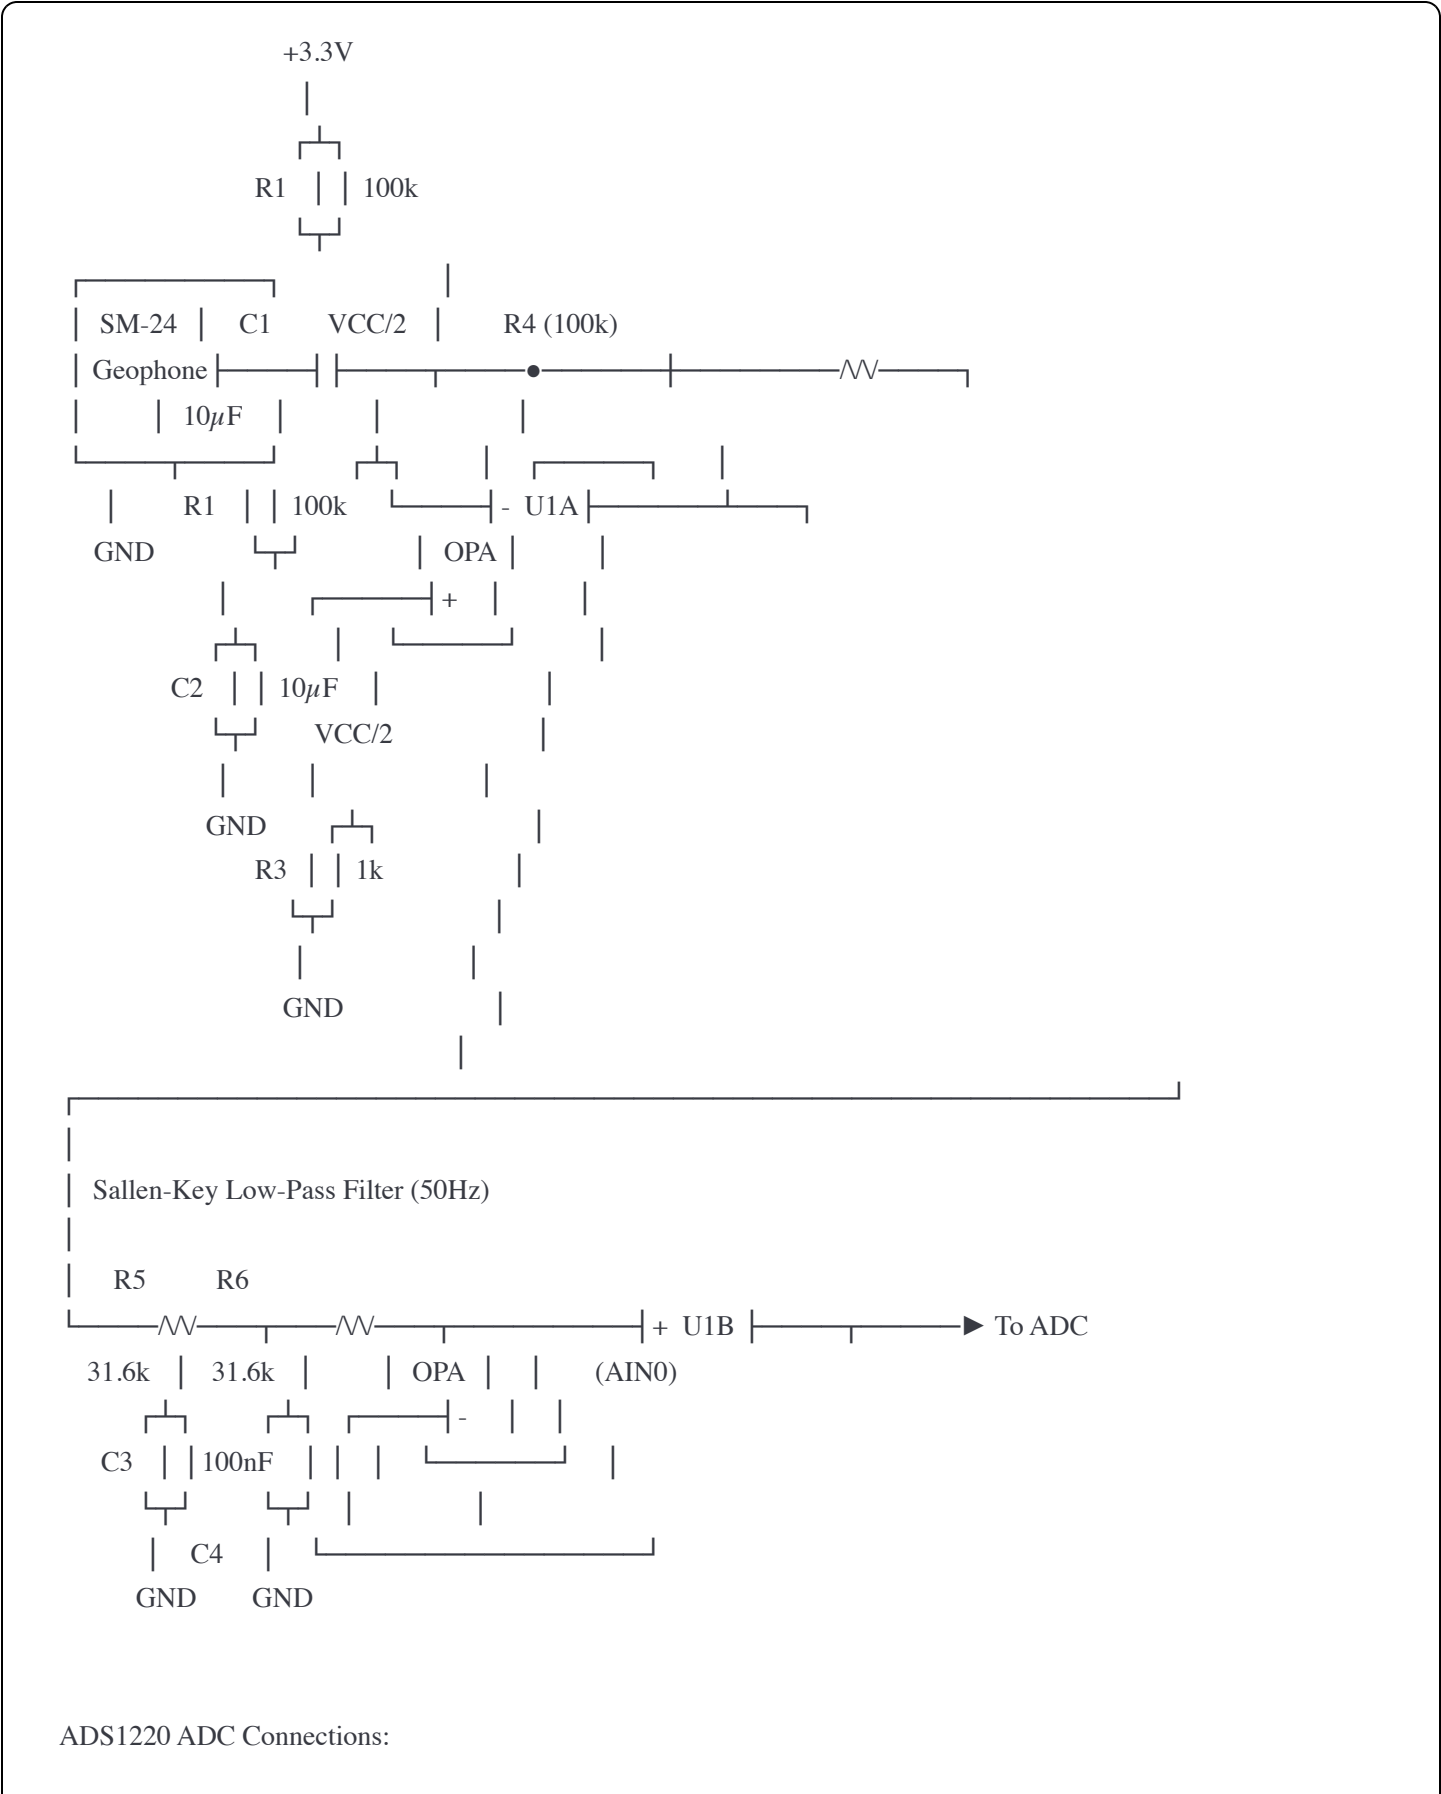 +3.3V
R1 100k
SM-24 C1 VCC/2 R4 (100k)
Geophone
10µF
R1 100k - U1A
GND OPA
+
C2 10µF
VCC/2
GND
R3 1k
GND
Sallen-Key Low-Pass Filter (50Hz)
R5 R6
+ U1B To ADC
31.6k 31.6k OPA (AIN0)
-
C3 100nF
C4
GND GND
ADS1220 ADC Connections: